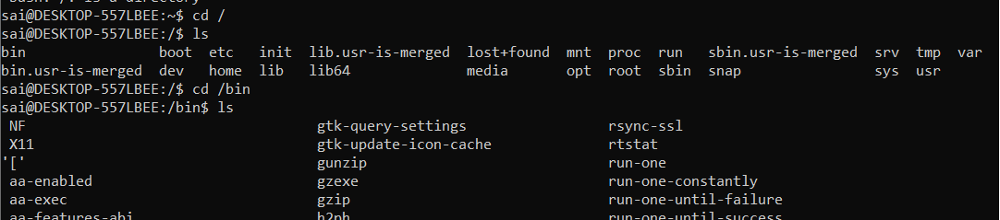 -bash: /: Is a directory
sai@DESKTOP-557LBEE:~$ cd /
sai@DESKTOP-557LBEE:/$ ls
bin                boot  etc   init  lib.usr-is-merged  lost+found  mnt  proc  run   sbin.usr-is-merged  srv  tmp  var
bin.usr-is-merged  dev   home  lib   lib64              media       opt  root  sbin  snap                sys  usr
sai@DESKTOP-557LBEE:/$ cd /bin
sai@DESKTOP-557LBEE:/bin$ ls
 NF                                  gtk-query-settings                  rsync-ssl
 X11                                 gtk-update-icon-cache               rtstat
'['                                  gunzip                              run-one
 aa-enabled                          gzexe                               run-one-constantly
 aa-exec                             gzip                                run-one-until-failure
 aa-features-abi                     h2ph                                run-one-until-success